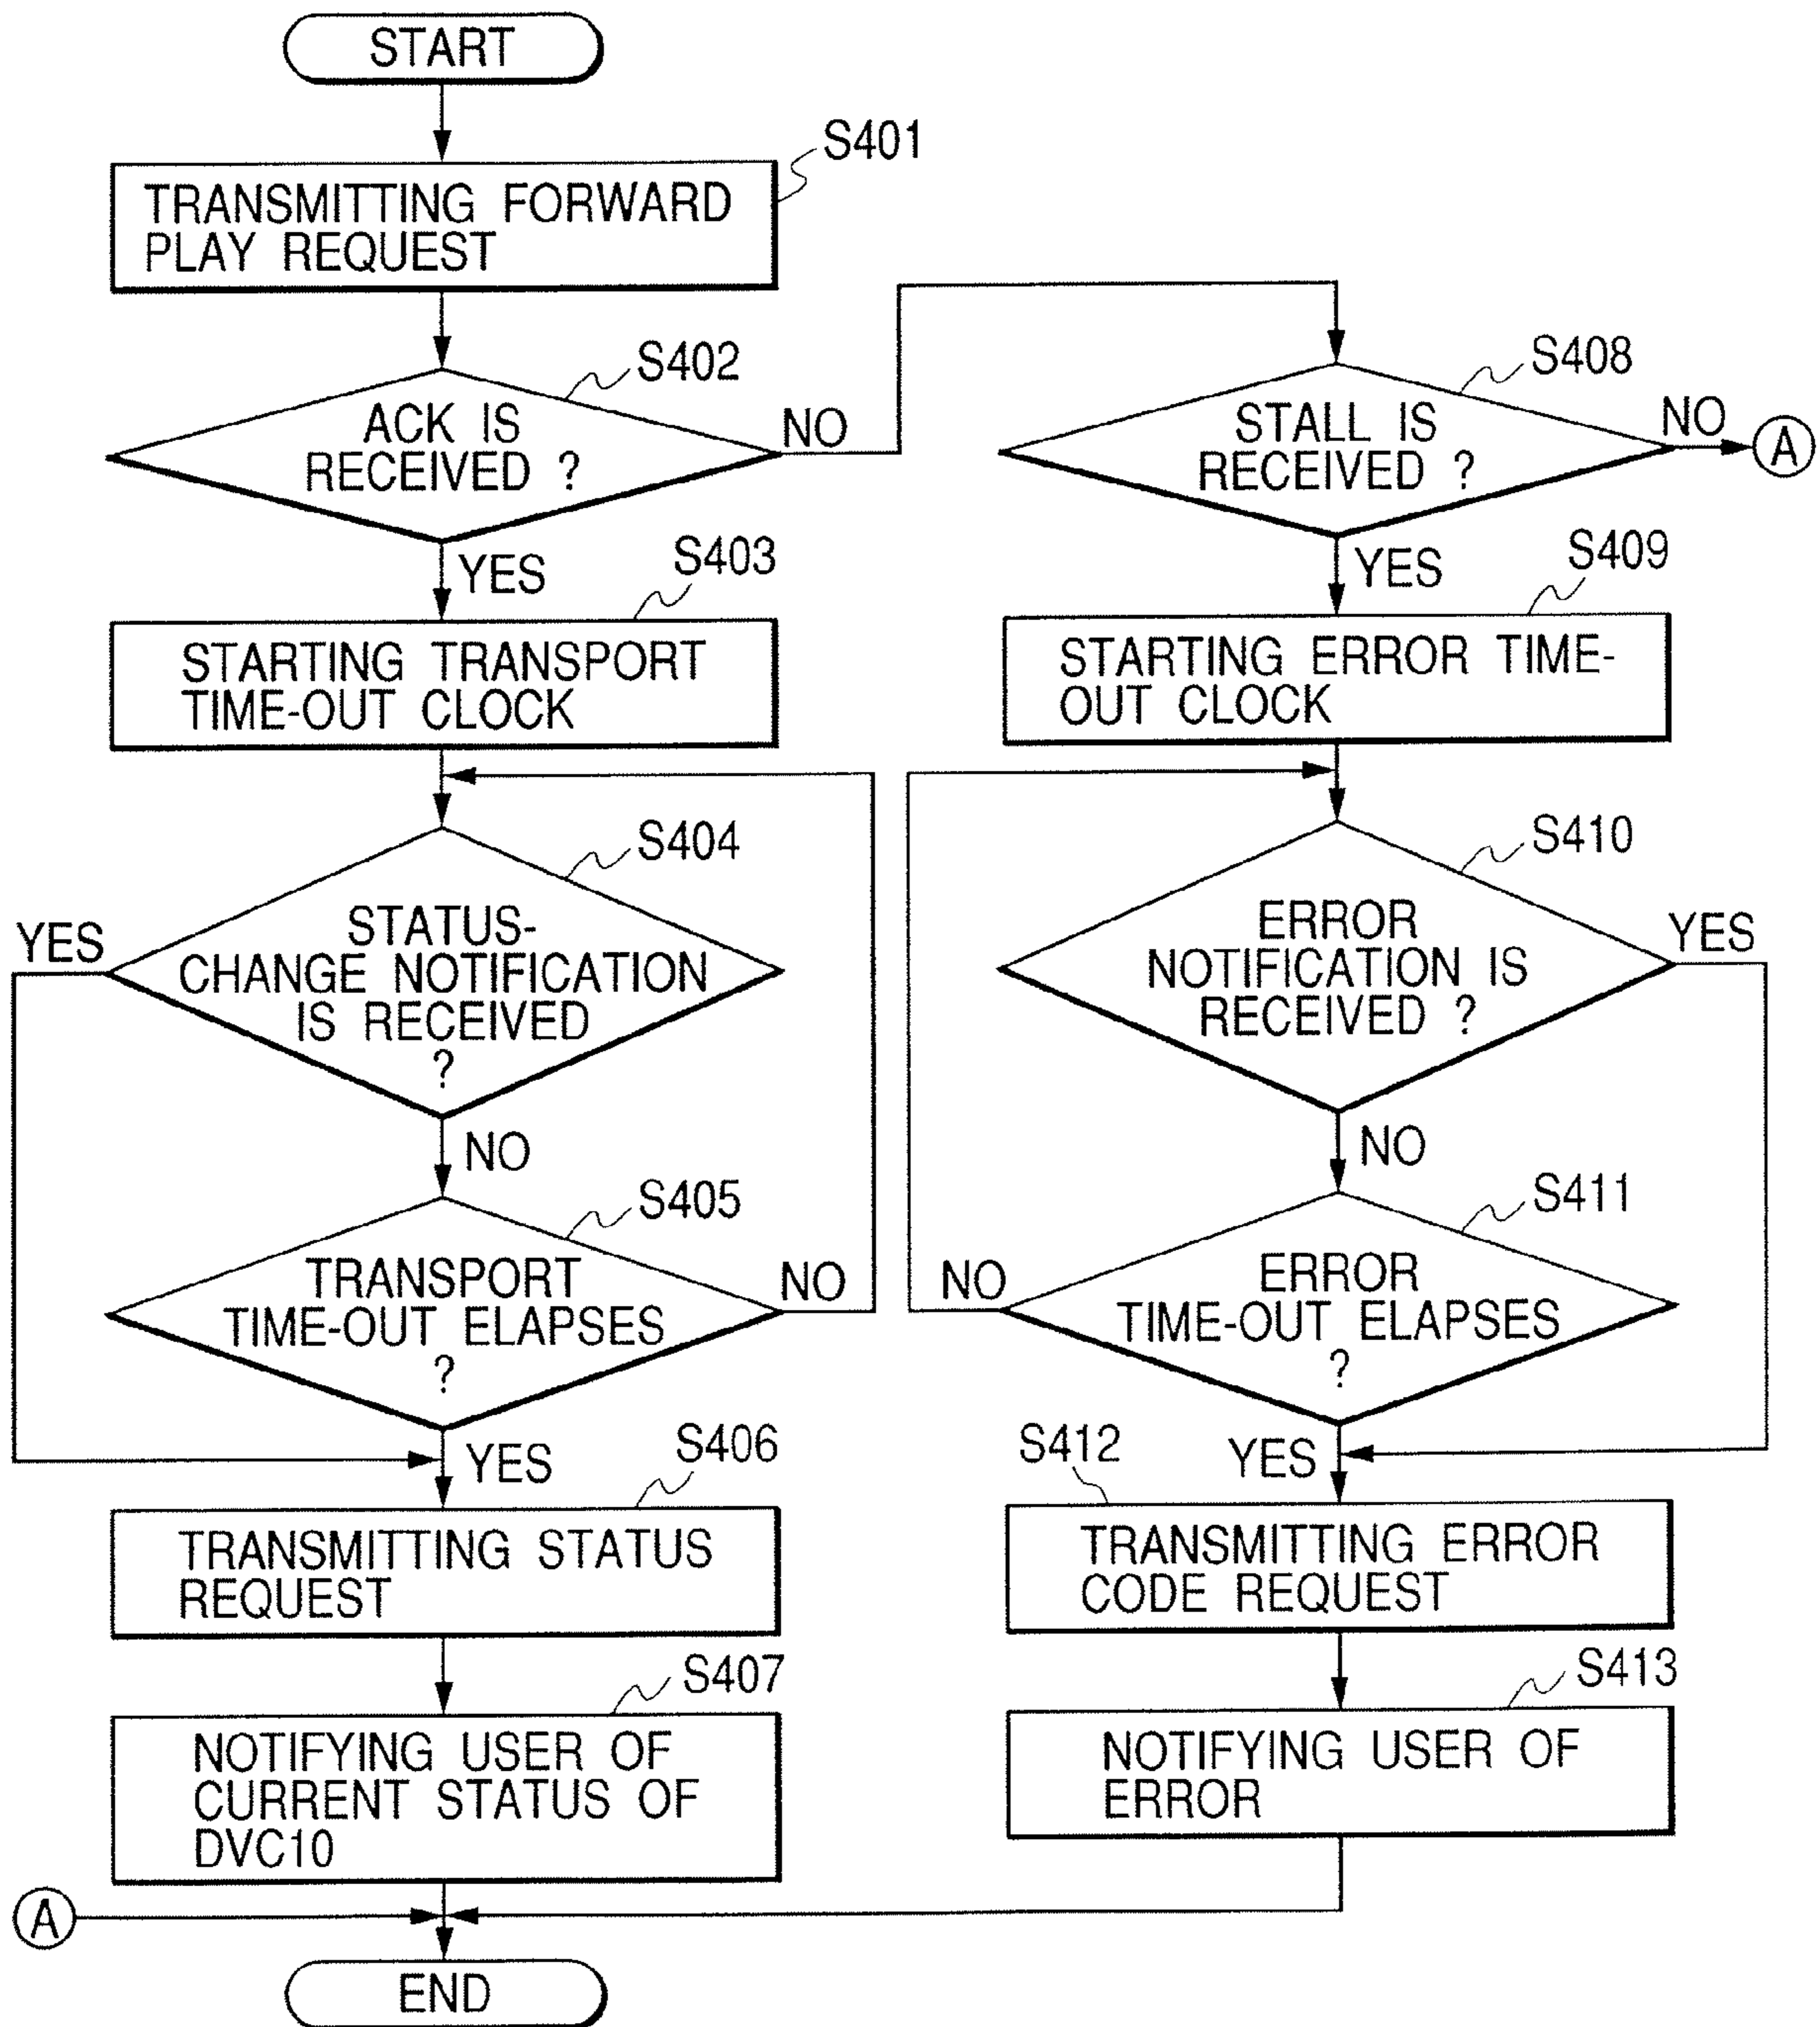 START
S401
TRANSMITTING FORWARD
PLAY REQUEST
S402
ACK IS
RECEIVED ?
NO
YES
S403
STARTING TRANSPORT
TIME-OUT CLOCK
S404
STATUS-
CHANGE NOTIFICATION
IS RECEIVED
?
YES
NO
S405
TRANSPORT
TIME-OUT ELAPSES
?
NO
YES
S406
TRANSMITTING STATUS
REQUEST
S407
NOTIFYING USER OF
CURRENT STATUS OF
DVC10
A
END
S408
STALL IS
RECEIVED ?
NO
A
YES
S409
STARTING ERROR TIME-
OUT CLOCK
S410
ERROR
NOTIFICATION IS
RECEIVED ?
YES
NO
S411
ERROR
TIME-OUT ELAPSES
?
NO
YES
S412
TRANSMITTING ERROR
CODE REQUEST
S413
NOTIFYING USER OF
ERROR